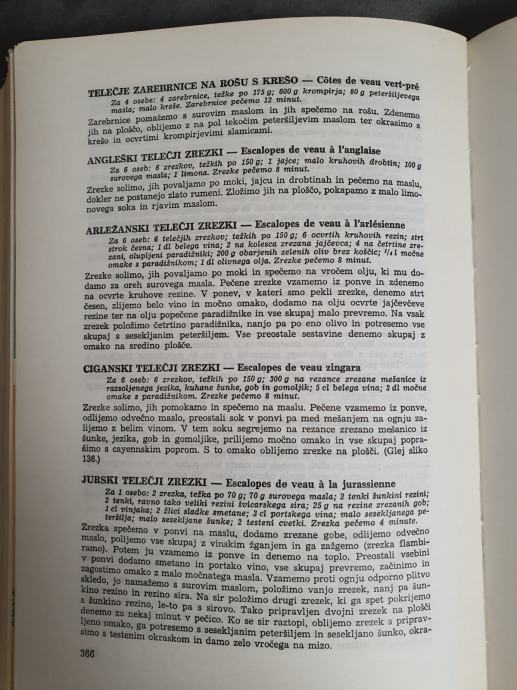 TELEČJE ZAREBRNICE NA ROŠU S KREŠO — Côtes de veau vert-pré
Za 4 osebe: 4 zarebrnice, težke po 175 g; 600 g krompirja; 80 g peteršiljevega
masla; malo kreše. Zarebrnice pečemo 12 minut.
Zarebrnice pomažemo s surovim maslom in jih spečemo na rošu. Zdenemo
jih na ploščo, oblijemo z na pol tekočim peteršiljevim maslom ter okrasimo s
krešo in ocvrtimi krompirjevimi slamicami.
ANGLEŠKI TELEČJI ZREZKI — Escalopes de veau à l'anglaise
Za 6 oseb: 6 zrezkov, težkih po 150 g; 1 jajce; malo kruhovih drobtin; 100 g
surovega masla; 1 limona. Zrezke pečemo 8 minut.
Zrezke solimo, jih povaljamo po moki, jajcu in drobtinah in pečemo na maslu,
dokler ne postanejo zlato rumeni. Zložimo jih na ploščo, pokapamo z malo limo-
novega soka in rjavim maslom.
ARLEŽANSKI TELEČJI ZREZKI — Escalopes de veau à l'arlésienne
Za 6 oseb: 6 telečjih zrezkov; težkih po 150 g; 6 ocvrtih kruhovih rezin; strt
strok česna; 1 dl belega vina; 2 na kolesca zrezana jajčevca; 4 na četrtine zre-
zani, olupljeni paradižniki; 200 g obarjenih zelenih oliv brez koščic; ¹/₄ l močne
omake s paradižnikom; 1 dl olivnega olja. Zrezke pečemo 8 minut.
Zrezke solimo, jih povaljamo po moki in spečemo na vročem olju, ki mu do-
damo za oreh surovega masla. Pečene zrezke vzamemo iz ponve in zdenemo
na ocvrte kruhove rezine. V ponev, v kateri smo pekli zrezke, denemo strt
česen, zlijemo belo vino in močno omako, dodamo na olju ocvrte jajčevčeve
rezine ter na olju popečene paradižnike in vse skupaj malo prevremo. Na vsak
zrezek položimo četrtino paradižnika, nanjo pa po eno olivo in potresemo vse
skupaj s sesekljanim peteršiljem. Vse preostale sestavine denemo skupaj z
omako na sredino plošče.
CIGANSKI TELEČJI ZREZKI — Escalopes de veau zingara
Za 6 oseb: 6 zrezkov, težkih po 150 g; 300 g na rezance zrezane mešanice iz
razsoljenega jezika, kuhane šunke, gob in gomoljik; 5 cl belega vina; 3 dl močne
omake s paradižnikom. Zrezke pečemo 8 minut.
Zrezke solimo, jih pomokamo in spečemo na maslu. Pečene vzamemo iz ponve,
odlijemo odvečno maslo, preostali sok v ponvi pa med mešanjem na ognju za-
lijemo z belim vinom. V tem soku segrejemo na rezance zrezano mešanico iz
šunke, jezika, gob in gomoljike, prilijemo močno omako in vse skupaj popra-
šimo s cayennskim poprom. S to omako oblijemo zrezke na plošči. (Glej sliko
136.)
JURSKI TELEČJI ZREZKI — Escalopes de veau à la jurassienne
Za 1 osebo: 2 zrezka, težka po 70 g; 70 g surovega masla; 2 tenki šunkini rezini;
2 tenki, ravno tako veliki rezini švicarskega sira; 25 g na rezine zrezanih gob;
1 cl vinjaka; 2 žlici sladke smetane; 3 cl portskega vina; malo sesekljanega pe-
teršilja; malo sesekljane šunke; 2 testeni cvetki. Zrezka pečemo 4 minute.
Zrezka spečemo v ponvi na maslu, dodamo zrezane gobe, odlijemo odvečno
maslo, polijemo vse skupaj z vinskim žganjem in ga zažgemo (zrezka flambi-
ramo). Potem ju vzamemo iz ponve in denemo na toplo. Preostali vsebini
v ponvi dodamo smetano in portsko vino, vse skupaj prevremo, začinimo in
zagostimo omako z malo močnatega masla. Vzamemo proti ognju odporno plitvo
skledo, jo namažemo s surovim maslom, položimo vanjo zrezek, nanj pa šun-
kino rezino in rezino sira. Na sir položimo drugi zrezek, ki ga spet pokrijemo
s šunkino rezino, le-to pa s sirovo. Tako pripravljen dvojni zrezek na plošči
denemo za nekaj minut v pečico. Ko se sir raztopi, oblijemo zrezek s priprav-
ljeno omako, ga potresemo s sesekljanim peteršiljem in sesekljano šunko, okra-
simo s testenim okraskom in damo zelo vročega na mizo.
366